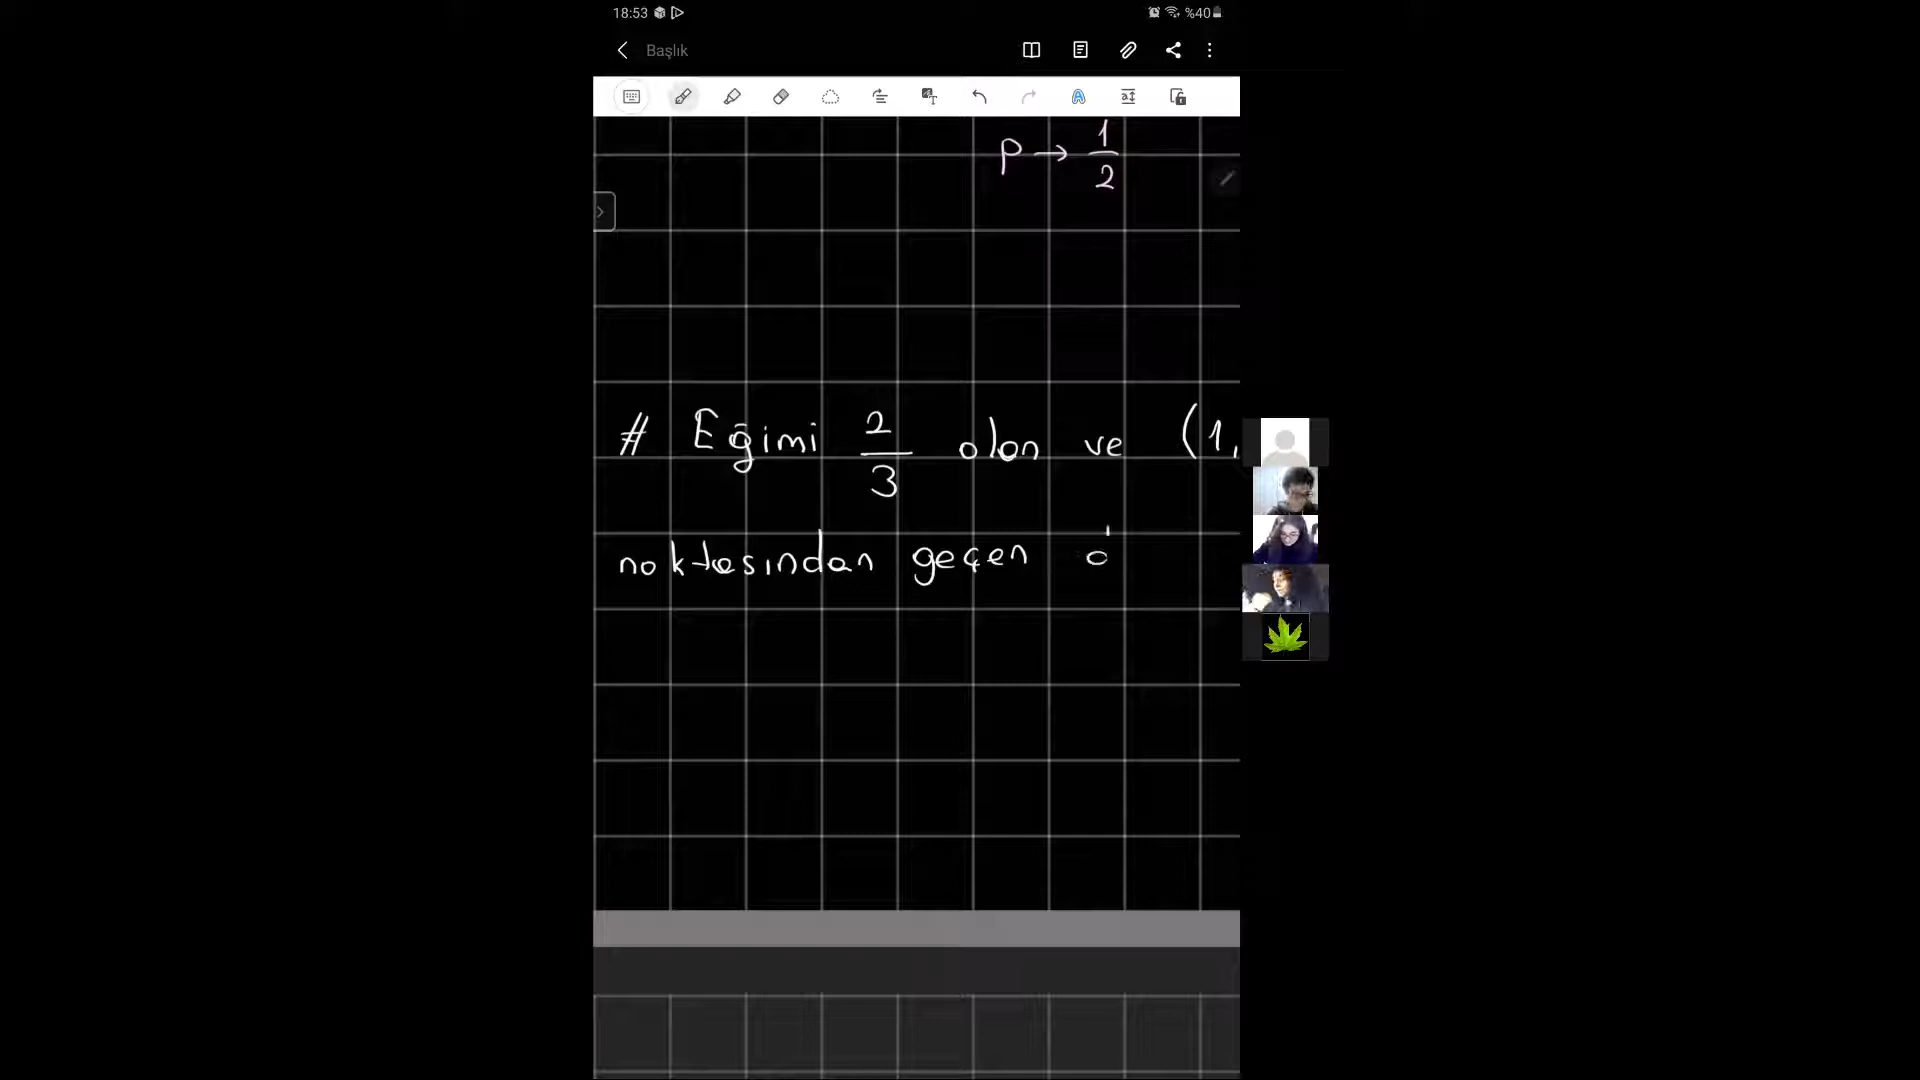 18:53 %40
Başlık
p → 1/2
# Eğimi 2/3 olan ve (1,
noktasından geçen